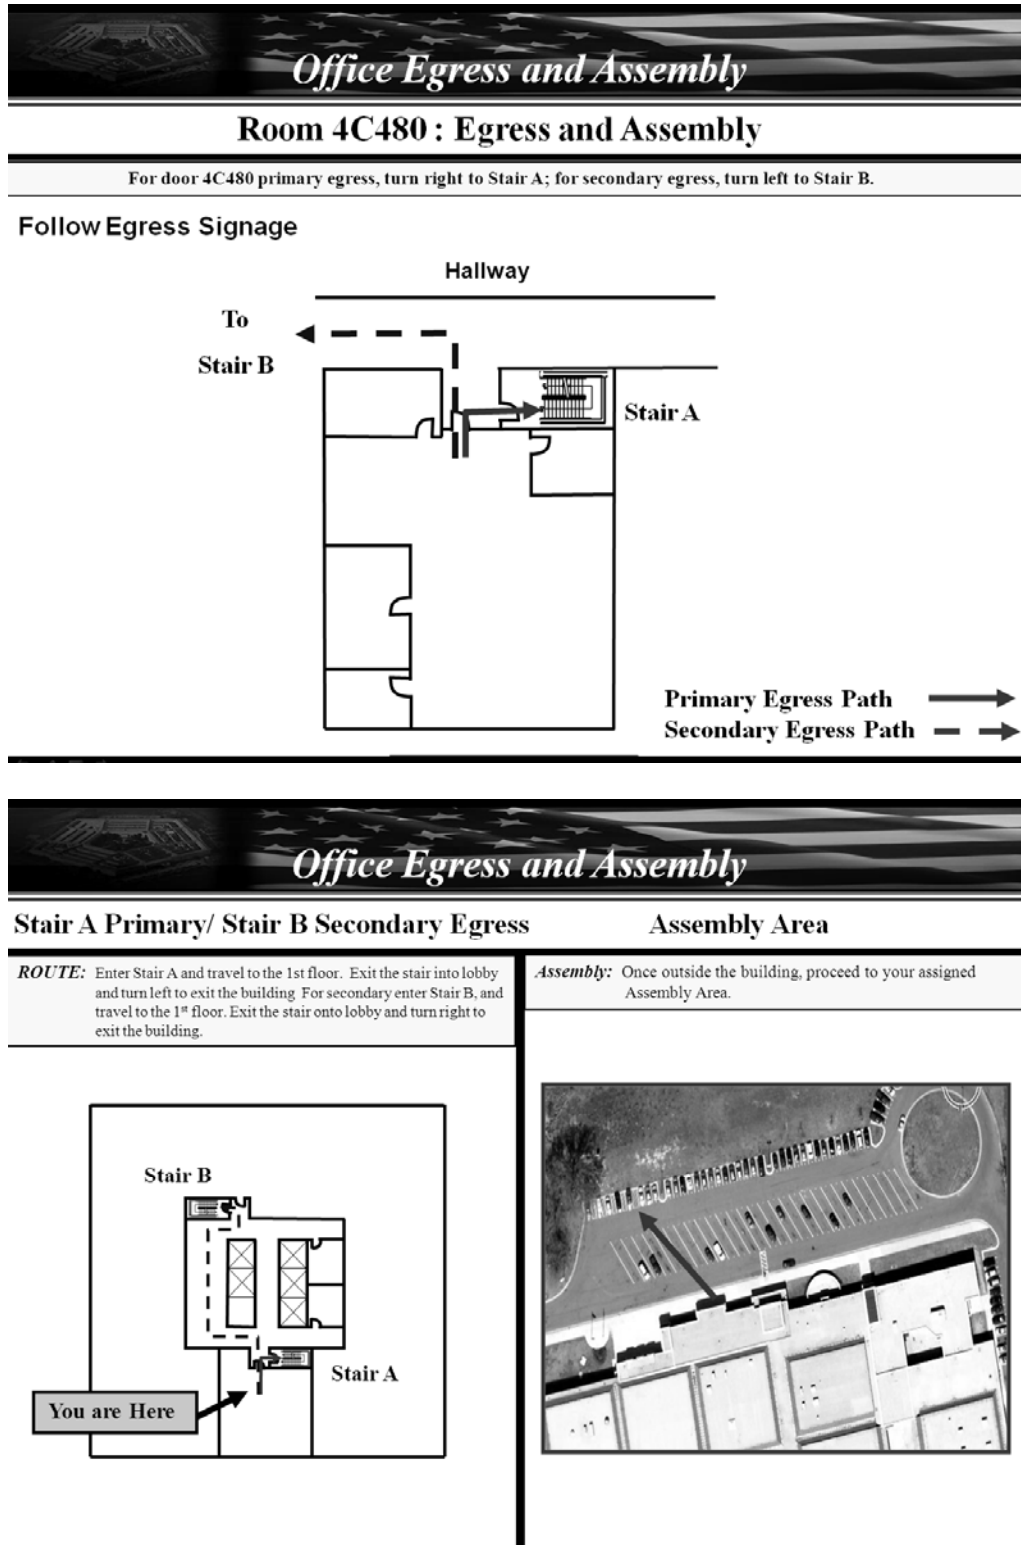 Office Egress and Assembly
Room 4C480 : Egress and Assembly
For door 4C480 primary egress, turn right to Stair A; for secondary egress, turn left to Stair B.
Follow Egress Signage
Hallway
To
Stair B
Stair A
Primary Egress Path
Secondary Egress Path
Office Egress and Assembly
Stair A Primary/ Stair B Secondary Egress
Assembly Area
ROUTE: Enter Stair A and travel to the 1st floor. Exit the stair into lobby
and turn left to exit the building For secondary enter Stair B, and
travel to the 1st floor. Exit the stair onto lobby and turn right to
exit the building.
Assembly: Once outside the building, proceed to your assigned
Assembly Area.
Stair B
Stair A
You are Here